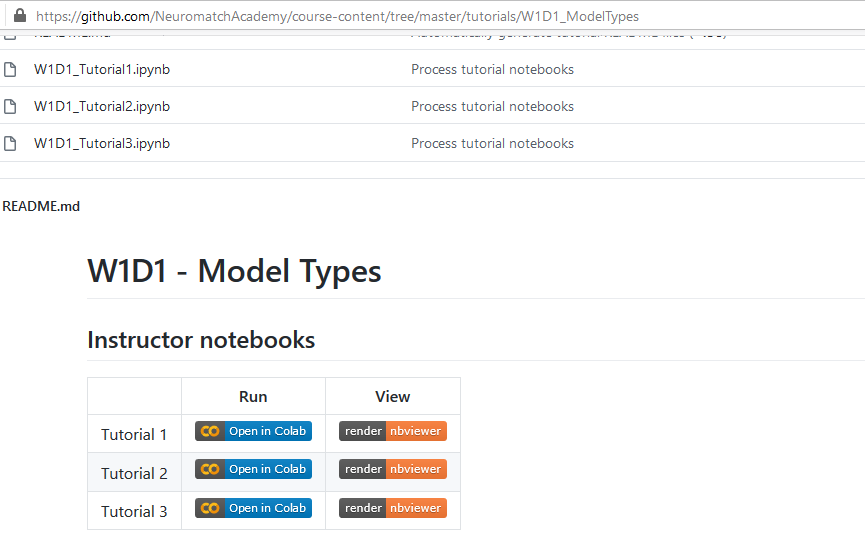 https://github.com/NeuromatchAcademy/course-content/tree/master/tutorials/W1D1_ModelTypes
W1D1_Tutorial1.ipynb Process tutorial notebooks
W1D1_Tutorial2.ipynb Process tutorial notebooks
W1D1_Tutorial3.ipynb Process tutorial notebooks
README.md
W1D1 - Model Types
Instructor notebooks
Run View
Tutorial 1 Open in Colab render nbviewer
Tutorial 2 Open in Colab render nbviewer
Tutorial 3 Open in Colab render nbviewer